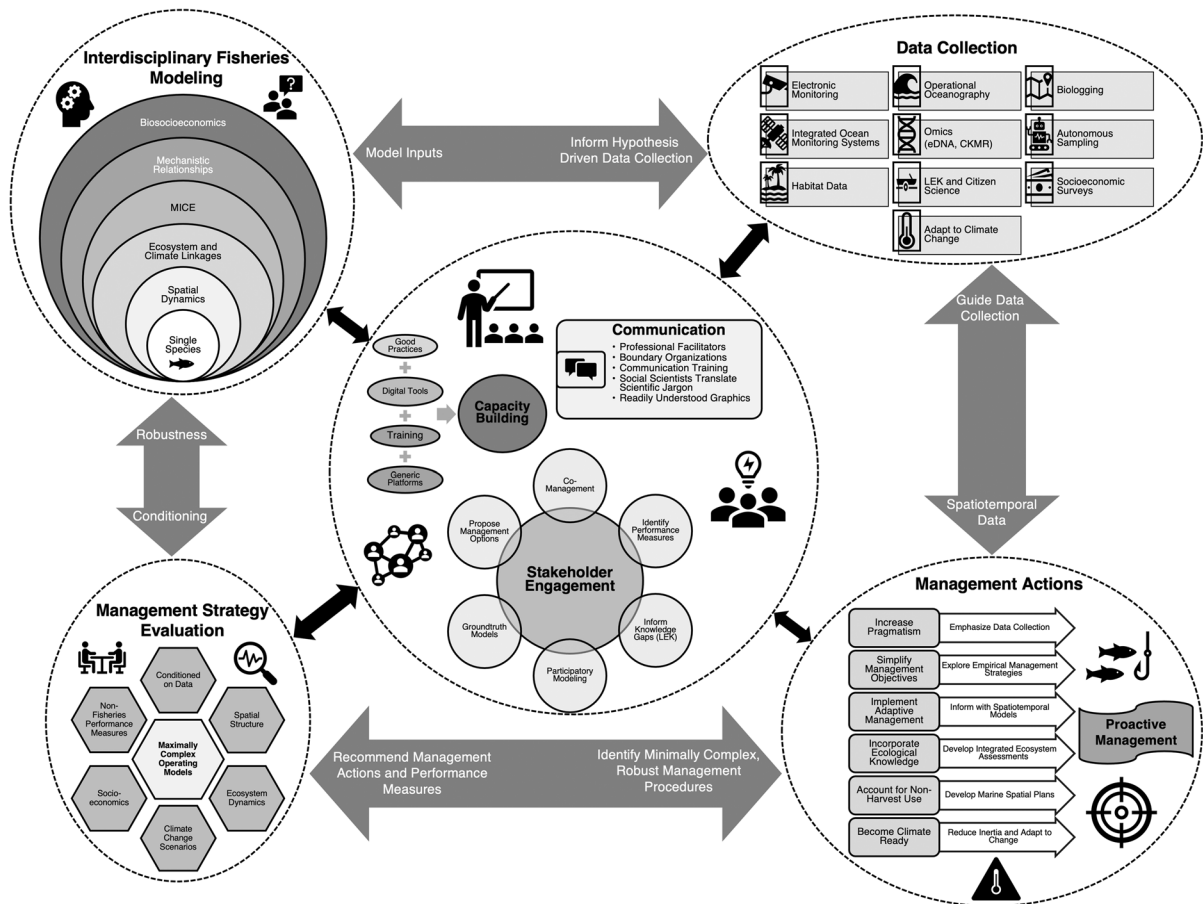 Interdisciplinary Fisheries
Modeling
?
Biosocioeconomics
Mechanistic
Relationships
MICE
Ecosystem and
Climate Linkages
Spatial
Dynamics
Single
Species
Model Inputs
Inform Hypothesis
Driven Data Collection
Data Collection
Electronic
Monitoring
Operational
Oceanography
Biologging
Integrated Ocean
Monitoring Systems
Omics
(eDNA, CKMR)
Autonomous
Sampling
Habitat Data
LEK and Citizen
Science
Socioeconomic
Surveys
Adapt to Climate
Change
Good
Practices
+
Digital Tools
+
Training
+
Generic
Platforms
Capacity
Building
Communication
• Professional Facilitators
• Boundary Organizations
• Communication Training
• Social Scientists Translate
Scientific Jargon
• Readily Understood Graphics
Guide Data
Collection
Spatiotemporal
Data
Robustness
Conditioning
Co-
Management
Propose
Management
Options
Identify
Performance
Measures
Stakeholder
Engagement
Groundtruth
Models
Inform
Knowledge
Gaps (LEK)
Participatory
Modeling
Management Strategy
Evaluation
Conditioned
on Data
Non-
Fisheries
Performance
Measures
Spatial
Structure
Maximally
Complex
Operating
Models
Socio-
economics
Ecosystem
Dynamics
Climate
Change
Scenarios
Recommend Management
Actions and Performance
Measures
Identify Minimally Complex,
Robust Management
Procedures
Management Actions
Increase
Pragmatism
Emphasize Data Collection
Simplify
Management
Objectives
Explore Empirical Management
Strategies
Implement
Adaptive
Management
Inform with Spatiotemporal
Models
Incorporate
Ecological
Knowledge
Develop Integrated Ecosystem
Assessments
Account for Non-
Harvest Use
Develop Marine Spatial Plans
Become Climate
Ready
Reduce Inertia and Adapt to
Change
Proactive
Management